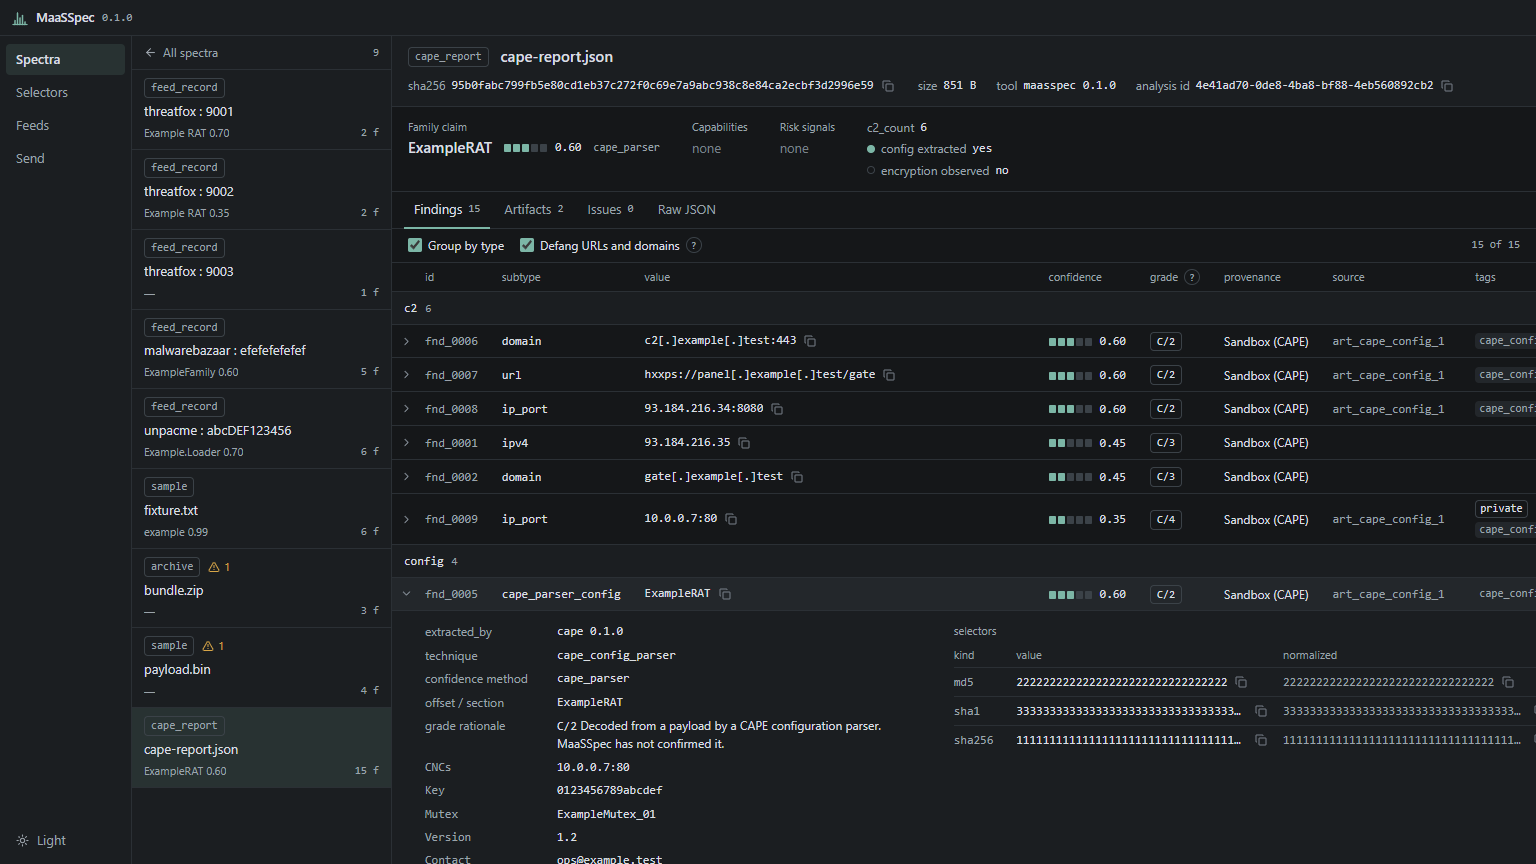 MaaSSpec 0.1.0
Spectra
Selectors
Feeds
Send
Light
All spectra 9
feed_record
threatfox : 9001
Example RAT 0.70 2 f
feed_record
threatfox : 9002
Example RAT 0.35 2 f
feed_record
threatfox : 9003
— 1 f
feed_record
malwarebazaar : efefefefefef
ExampleFamily 0.60 5 f
feed_record
unpacme : abcDEF123456
Example.Loader 0.70 6 f
sample
fixture.txt
example 0.99 6 f
archive 1
bundle.zip
— 3 f
sample 1
payload.bin
— 4 f
cape_report
cape-report.json
ExampleRAT 0.60 15 f
cape_report cape-report.json
sha256 95b0fabc799fb5e80cd1eb37c272f0c69e7a9abc938c8e84ca2ecbf3d2996e59 size 851 B tool maasspec 0.1.0 analysis id 4e41ad70-0de8-4ba8-bf88-4eb560892cb2
Family claim Capabilities Risk signals c2_count 6
ExampleRAT 0.60 cape_parser none none config extracted yes
encryption observed no
Findings 15 Artifacts 2 Issues 0 Raw JSON
Group by type Defang URLs and domains ? 15 of 15
id subtype value confidence grade ? provenance source tags
c2 6
fnd_0006 domain c2[.]example[.]test:443 0.60 C/2 Sandbox (CAPE) art_cape_config_1 cape_conf
fnd_0007 url hxxps://panel[.]example[.]test/gate 0.60 C/2 Sandbox (CAPE) art_cape_config_1 cape_conf
fnd_0008 ip_port 93.184.216.34:8080 0.60 C/2 Sandbox (CAPE) art_cape_config_1 cape_conf
fnd_0001 ipv4 93.184.216.35 0.45 C/3 Sandbox (CAPE)
fnd_0002 domain gate[.]example[.]test 0.45 C/3 Sandbox (CAPE)
fnd_0009 ip_port 10.0.0.7:80 0.35 C/4 Sandbox (CAPE) art_cape_config_1 private
cape_conf
config 4
fnd_0005 cape_parser_config ExampleRAT 0.60 C/2 Sandbox (CAPE) art_cape_config_1 cape_conf
extracted_by cape 0.1.0
technique cape_config_parser
confidence method cape_parser
offset / section ExampleRAT
grade rationale C/2 Decoded from a payload by a CAPE configuration parser.
MaaSSpec has not confirmed it.
CNCs 10.0.0.7:80
Key 0123456789abcdef
Mutex ExampleMutex_01
Version 1.2
Contact ops@example.test
selectors
kind value normalized
md5 22222222222222222222222222222222 22222222222222222222222222222222
sha1 3333333333333333333333333333333333… 333333333333333333333333333333333333…
sha256 1111111111111111111111111111111111… 111111111111111111111111111111111111…